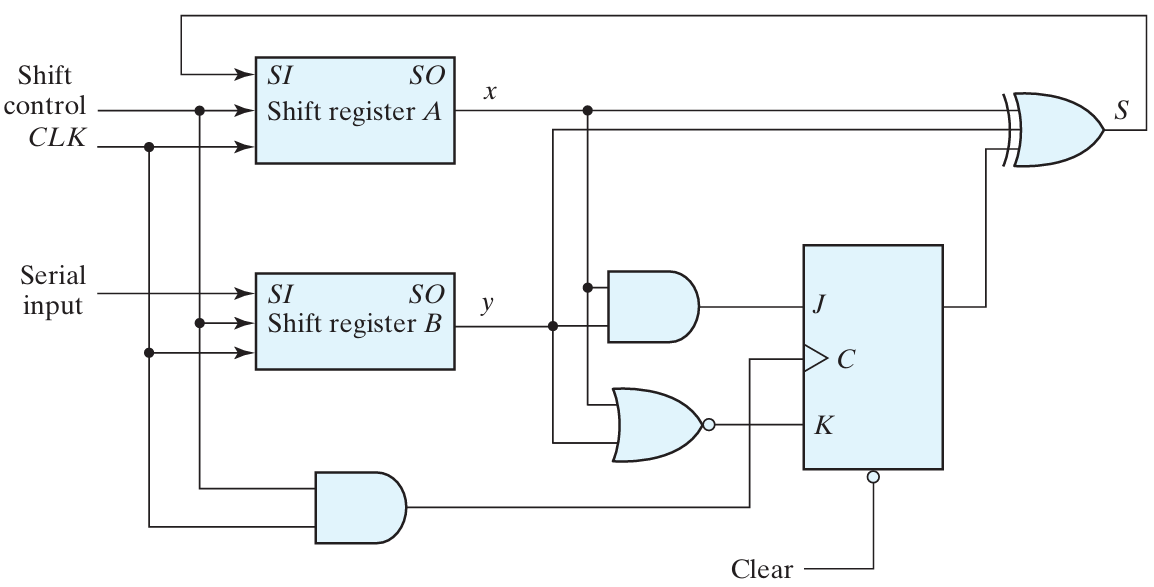 Shift
control
CLK
SI SO
Shift register A
x
S
Serial
input
SI SO
Shift register B
y
J
C
K
Clear